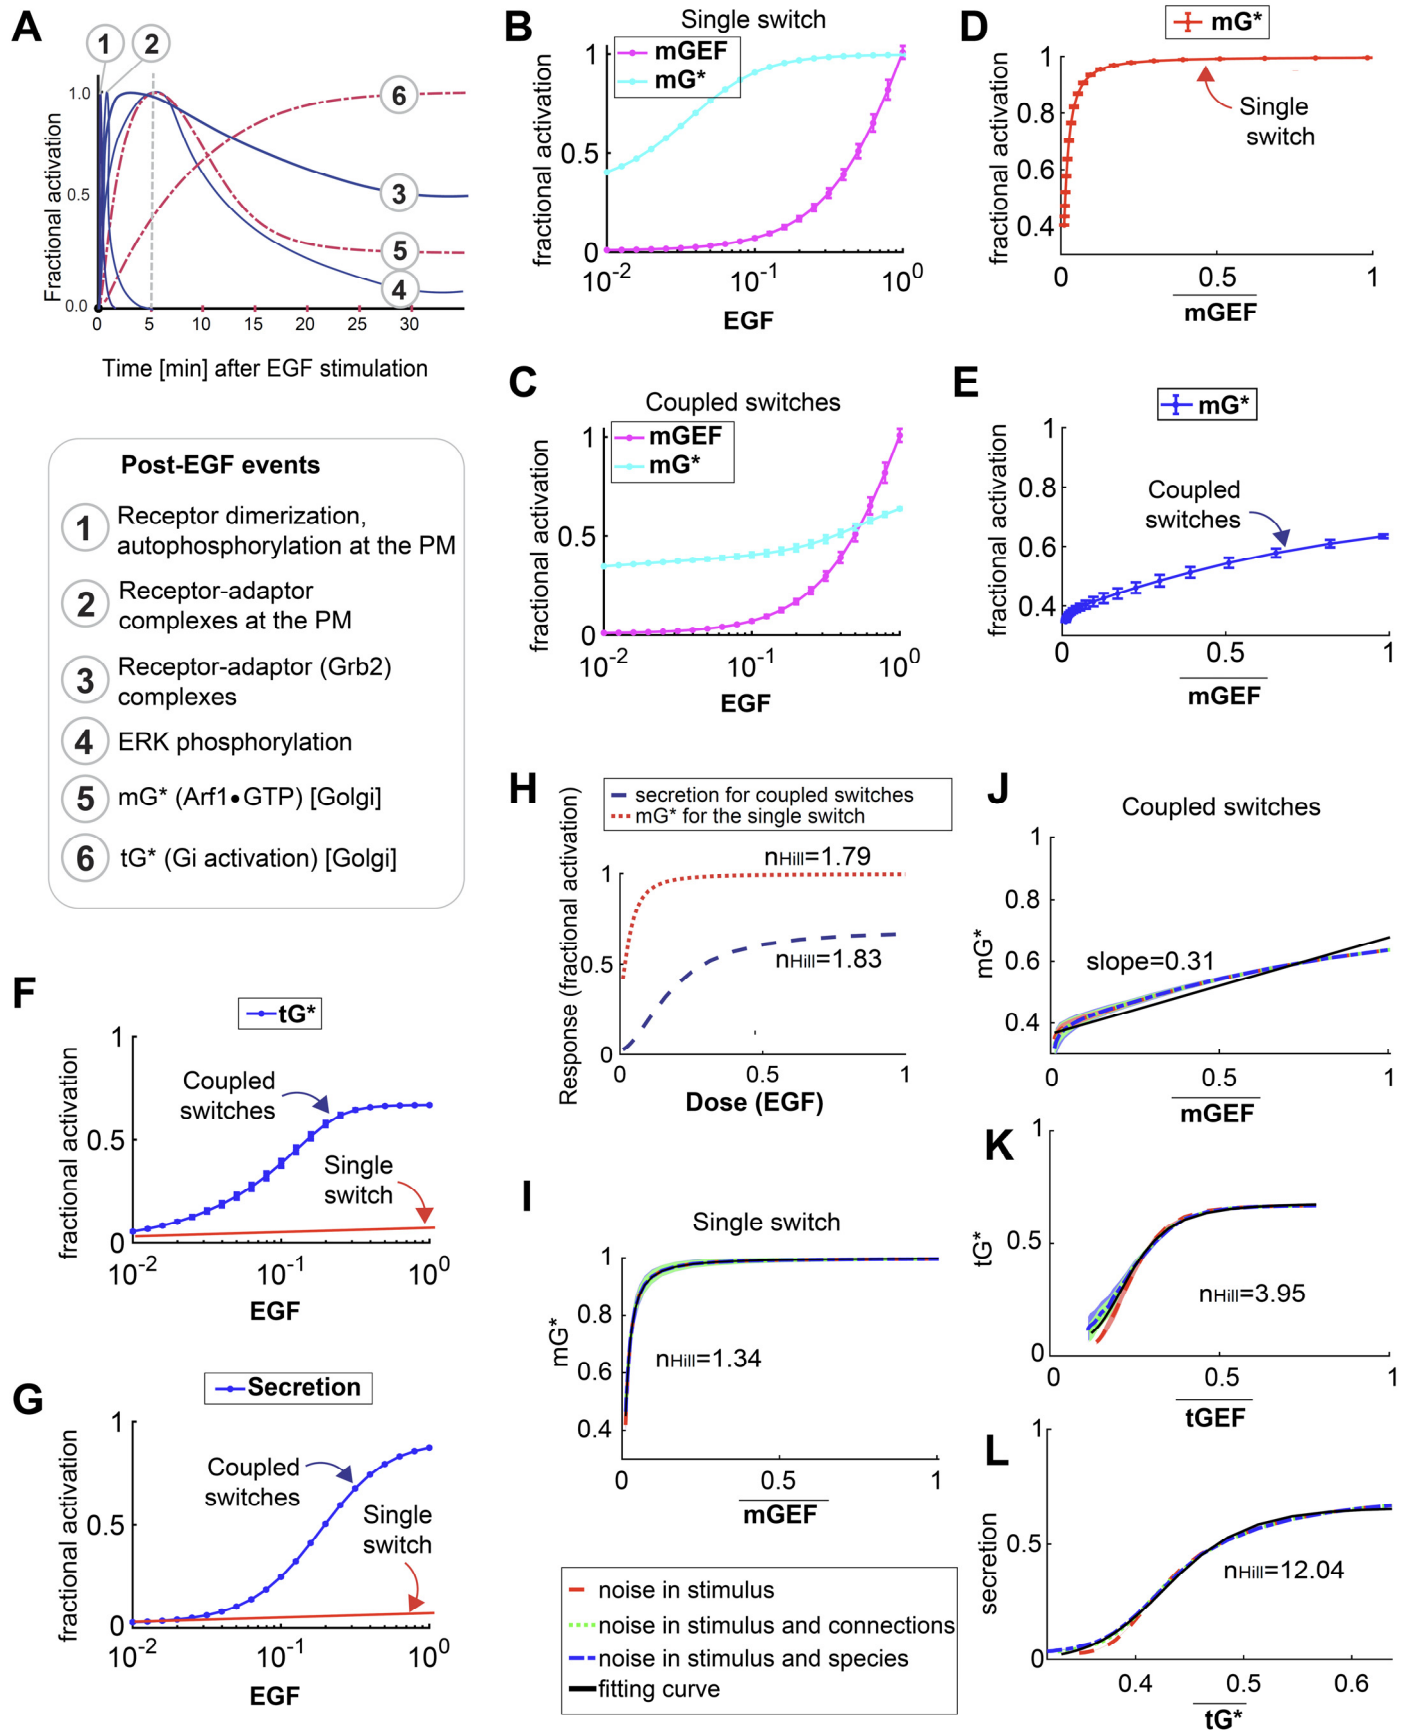 A
1
2
1.0
0.5
0.0
Fractional activation
6
3
5
4
0
5
10
15
20
25
30
Time [min] after EGF stimulation
Post-EGF events
1
Receptor dimerization,
autophosphorylation at the PM
2
Receptor-adaptor
complexes at the PM
3
Receptor-adaptor (Grb2)
complexes
4
ERK phosphorylation
5
mG* (Arf1•GTP) [Golgi]
6
tG* (Gi activation) [Golgi]
B
Single switch
mGEF
mG*
fractional activation
1
0.5
0
10-2
10-1
100
EGF
C
Coupled switches
mGEF
mG*
fractional activation
1
0.5
0
10-2
10-1
100
EGF
D
mG*
fractional activation
1
0.8
0.6
0.4
Single
switch
0
0.5
1
mGEF
E
mG*
fractional activation
1
0.8
0.6
0.4
Coupled
switches
0
0.5
1
mGEF
F
tG*
fractional activation
1
0.5
0
Coupled
switches
Single
switch
10-2
10-1
100
EGF
G
Secretion
fractional activation
1
0.5
0
Coupled
switches
Single
switch
10-2
10-1
100
EGF
H
secretion for coupled switches
mG* for the single switch
Response (fractional activation)
1
0.5
0
nHill=1.79
nHill=1.83
0
0.5
1
Dose (EGF)
I
Single switch
mG*
1
0.8
0.6
0.4
nHill=1.34
0
0.5
1
mGEF
noise in stimulus
noise in stimulus and connections
noise in stimulus and species
fitting curve
J
Coupled switches
mG*
1
0.8
0.6
0.4
slope=0.31
0
0.5
1
mGEF
K
tG*
1
0.5
0
nHill=3.95
0
0.5
1
tGEF
L
secretion
1
0.5
0
nHill=12.04
0.4
0.5
0.6
tG*